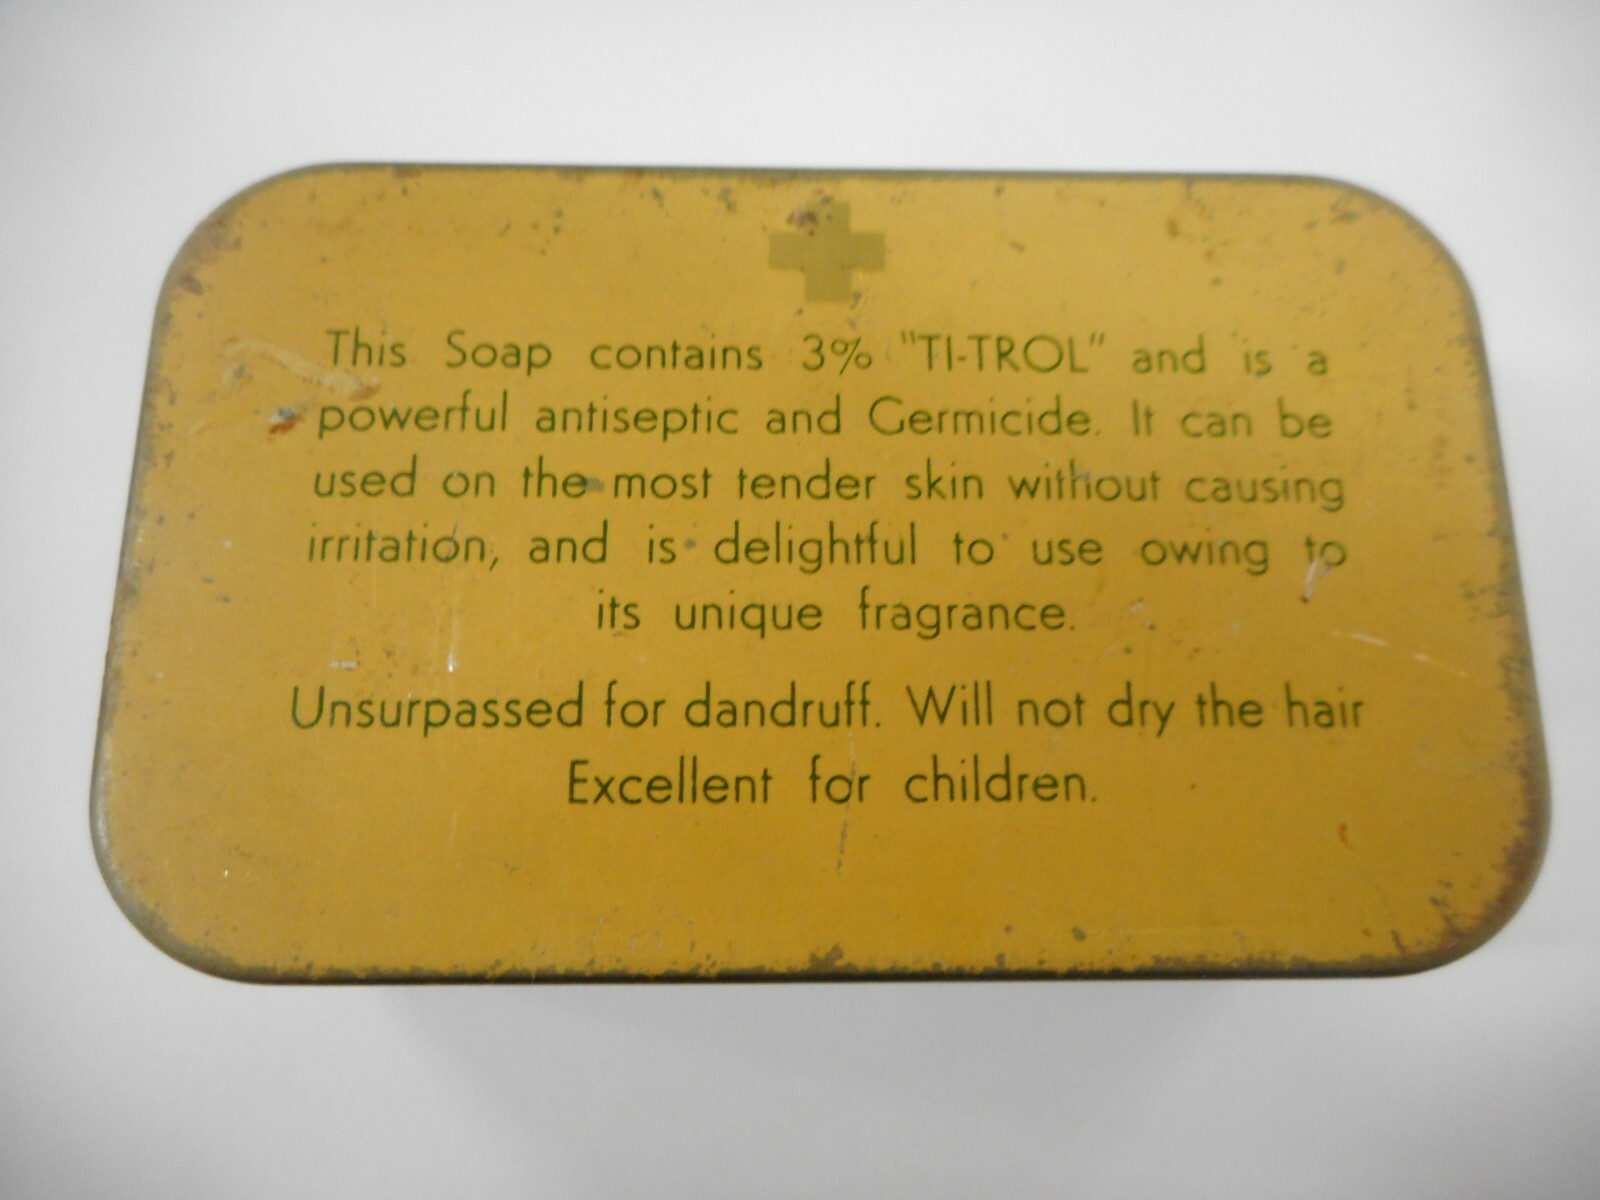 This Soap contains 3% "TI-TROL" and is a
powerful antiseptic and Germicide. It can be
used on the most tender skin without causing
irritation, and is delightful to use owing to
its unique fragrance.
Unsurpassed for dandruff. Will not dry the hair
Excellent for children.